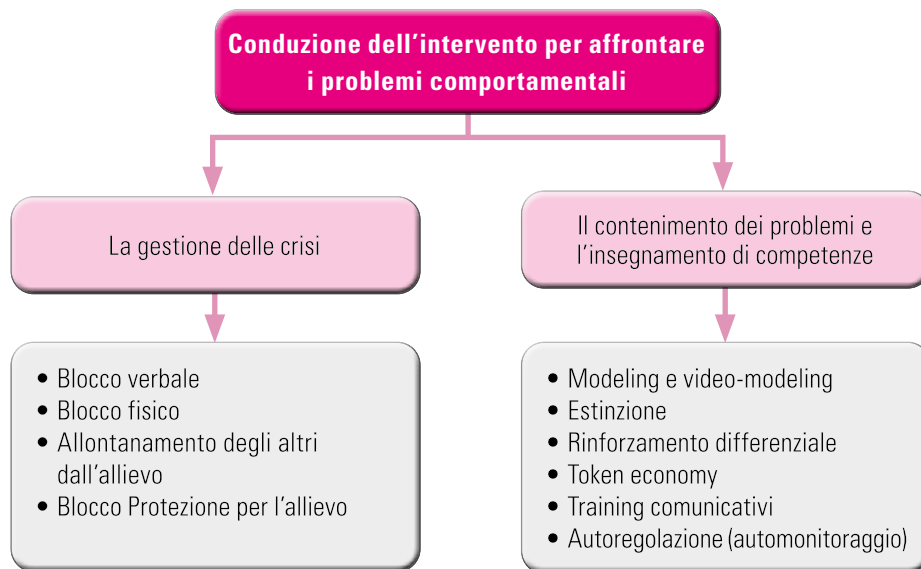 Conduzione dell'intervento per affrontare
i problemi comportamentali
La gestione delle crisi
Il contenimento dei problemi e
l'insegnamento di competenze
• Blocco verbale
• Blocco fisico
• Allontanamento degli altri
dall'allievo
• Blocco Protezione per l'allievo
• Modeling e video-modeling
• Estinzione
• Rinforzamento differenziale
• Token economy
• Training comunicativi
• Autoregolazione (automonitoraggio)